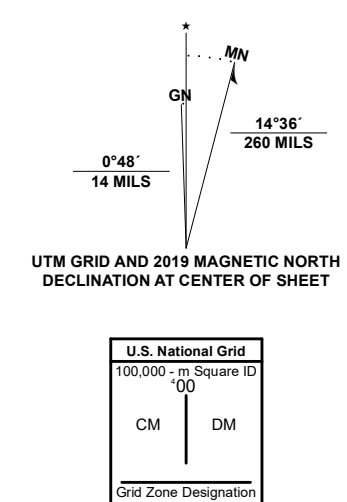 ★
MN
GN
14°36´
260 MILS
0°48´
14 MILS
UTM GRID AND 2019 MAGNETIC NORTH
DECLINATION AT CENTER OF SHEET
U.S. National Grid
100,000 - m Square ID
⁴00
CM DM
Grid Zone Designation